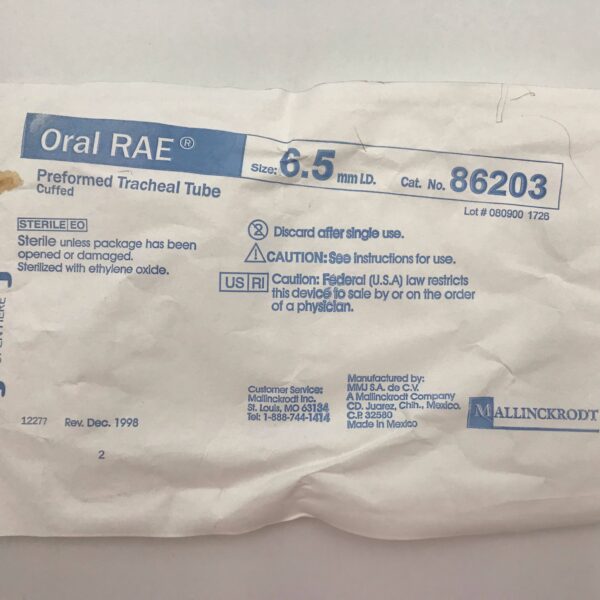 Oral RAE®
Size: 6.5 mm I.D. Cat. No. 86203
Preformed Tracheal Tube
Cuffed
Lot # 080900 1726
STERILE EO
Sterile unless package has been
opened or damaged.
Sterilized with ethylene oxide.
Discard after single use.
CAUTION: See instructions for use.
US RI Caution: Federal (U.S.A) law restricts
this device to sale by or on the order
of a physician.
Customer Service:
Mallinckrodt Inc.
St. Louis, MO 63134
Tel: 1-888-744-1414
Manufactured by:
MMJ S.A. de C.V.
A Mallinckrodt Company
CD. Juarez, Chih., Mexico.
C.P. 32580
Made in Mexico
MALLINCKRODT
12277 Rev. Dec. 1998
2